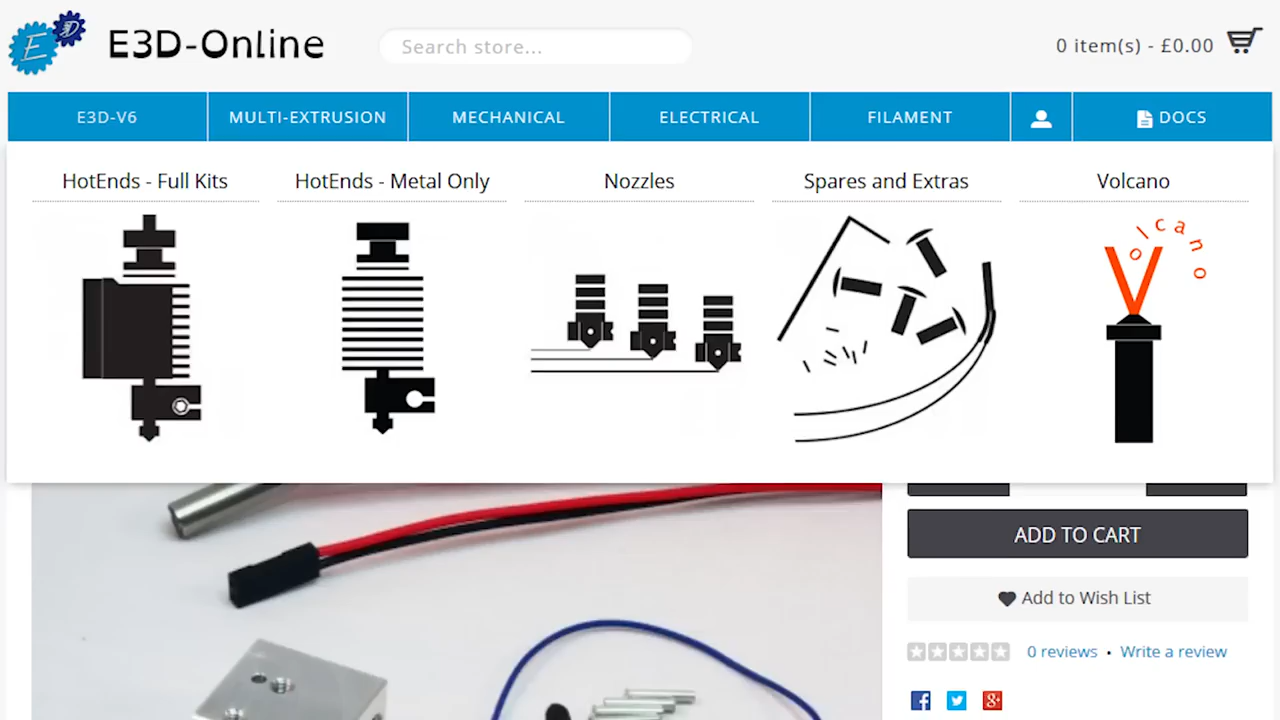 E 3D E3D-Online
Search store...
0 item(s) - £0.00
E3D-V6 MULTI-EXTRUSION MECHANICAL ELECTRICAL FILAMENT DOCS
HotEnds - Full Kits HotEnds - Metal Only Nozzles Spares and Extras Volcano
Volcano
ADD TO CART
Add to Wish List
0 reviews • Write a review